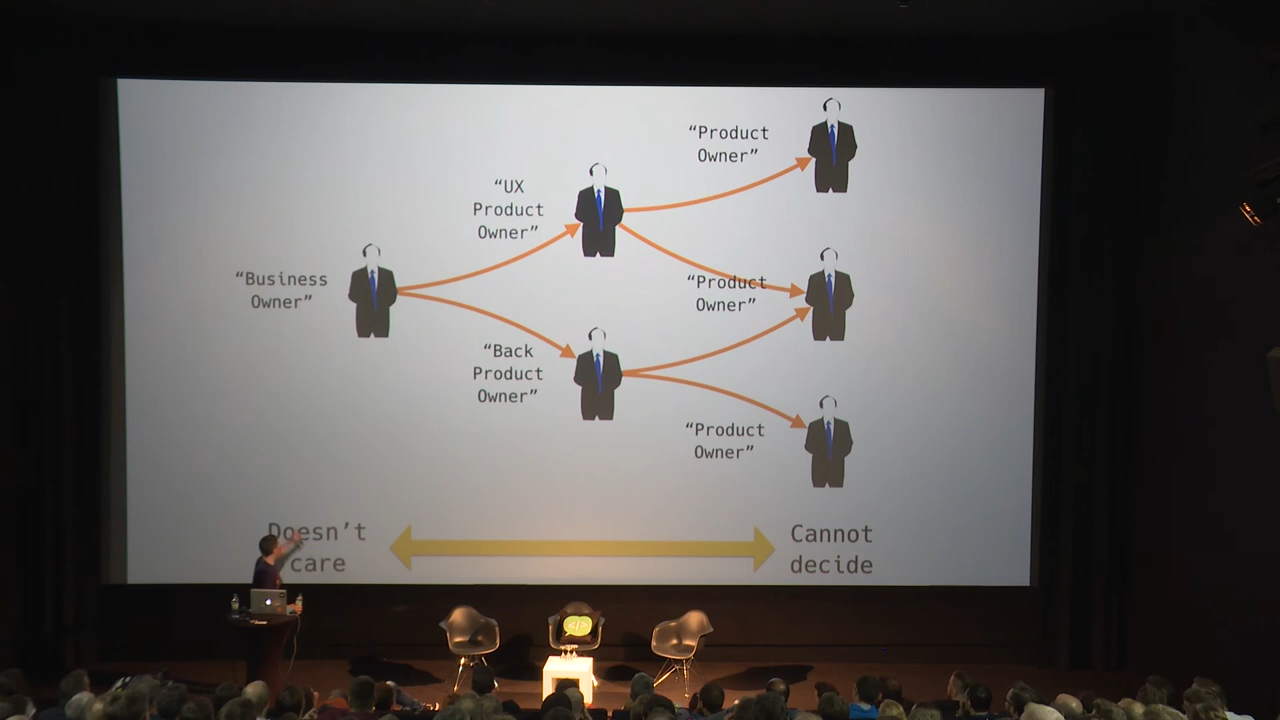 “Product
Owner”
“UX
Product
Owner”
“Business
Owner”
“Product
Owner”
“Back
Product
Owner”
“Product
Owner”
Doesn’t
care
Cannot
decide
</>